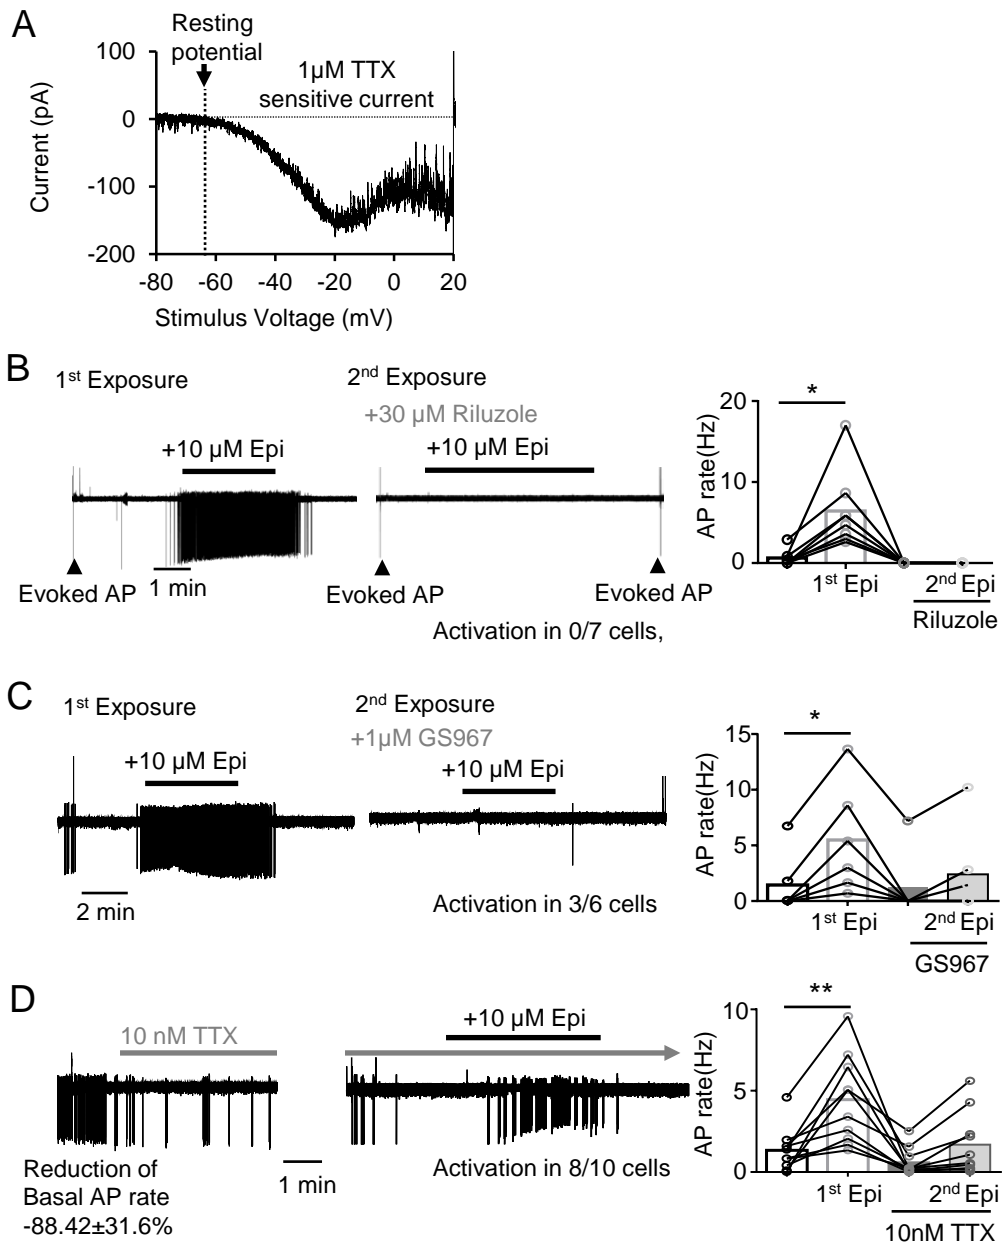 A
Resting
potential
1µM TTX
sensitive current
Current (pA)
100
0
-100
-200
-80 -60 -40 -20 0 20
Stimulus Voltage (mV)
B
1st Exposure
2nd Exposure
+30 µM Riluzole
+10 µM Epi
+10 µM Epi
Evoked AP
1 min
Evoked AP
Evoked AP
Activation in 0/7 cells,
*
AP rate(Hz)
20
10
0
1st Epi 2nd Epi
Riluzole
C
1st Exposure
2nd Exposure
+1µM GS967
+10 µM Epi
+10 µM Epi
2 min
Activation in 3/6 cells
*
AP rate(Hz)
15
10
5
0
1st Epi 2nd Epi
GS967
D
10 nM TTX
+10 µM Epi
Reduction of
Basal AP rate
-88.42±31.6%
1 min
Activation in 8/10 cells
**
AP rate(Hz)
10
5
0
1st Epi 2nd Epi
10nM TTX